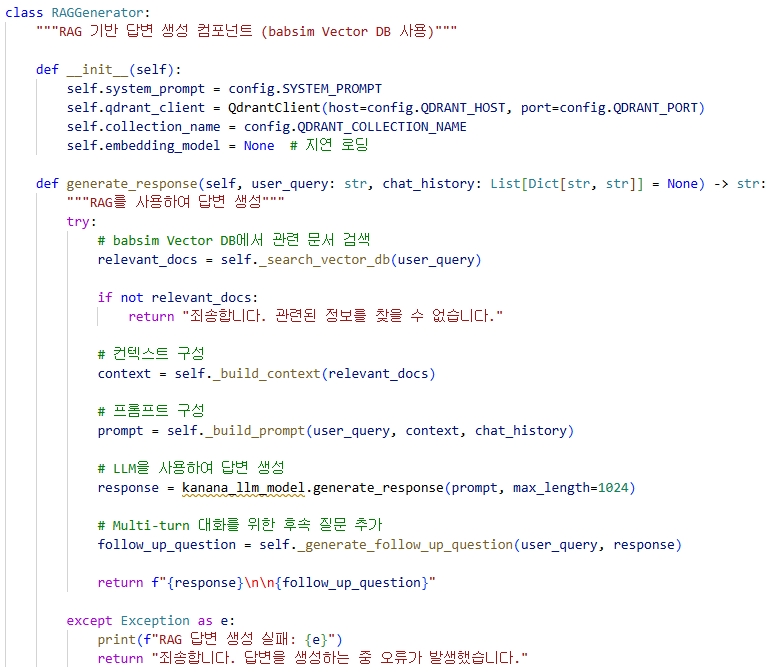 class RAGGenerator:
    """RAG 기반 답변 생성 컴포넌트 (babsim Vector DB 사용)"""

    def __init__(self):
        self.system_prompt = config.SYSTEM_PROMPT
        self.qdrant_client = QdrantClient(host=config.QDRANT_HOST, port=config.QDRANT_PORT)
        self.collection_name = config.QDRANT_COLLECTION_NAME
        self.embedding_model = None  # 지연 로딩

    def generate_response(self, user_query: str, chat_history: List[Dict[str, str]] = None) -> str:
        """RAG를 사용하여 답변 생성"""
        try:
            # babsim Vector DB에서 관련 문서 검색
            relevant_docs = self._search_vector_db(user_query)

            if not relevant_docs:
                return "죄송합니다. 관련된 정보를 찾을 수 없습니다."

            # 컨텍스트 구성
            context = self._build_context(relevant_docs)

            # 프롬프트 구성
            prompt = self._build_prompt(user_query, context, chat_history)

            # LLM을 사용하여 답변 생성
            response = kanana_llm_model.generate_response(prompt, max_length=1024)

            # Multi-turn 대화를 위한 후속 질문 추가
            follow_up_question = self._generate_follow_up_question(user_query, response)

            return f"{response}\n\n{follow_up_question}"

        except Exception as e:
            print(f"RAG 답변 생성 실패: {e}")
            return "죄송합니다. 답변을 생성하는 중 오류가 발생했습니다."